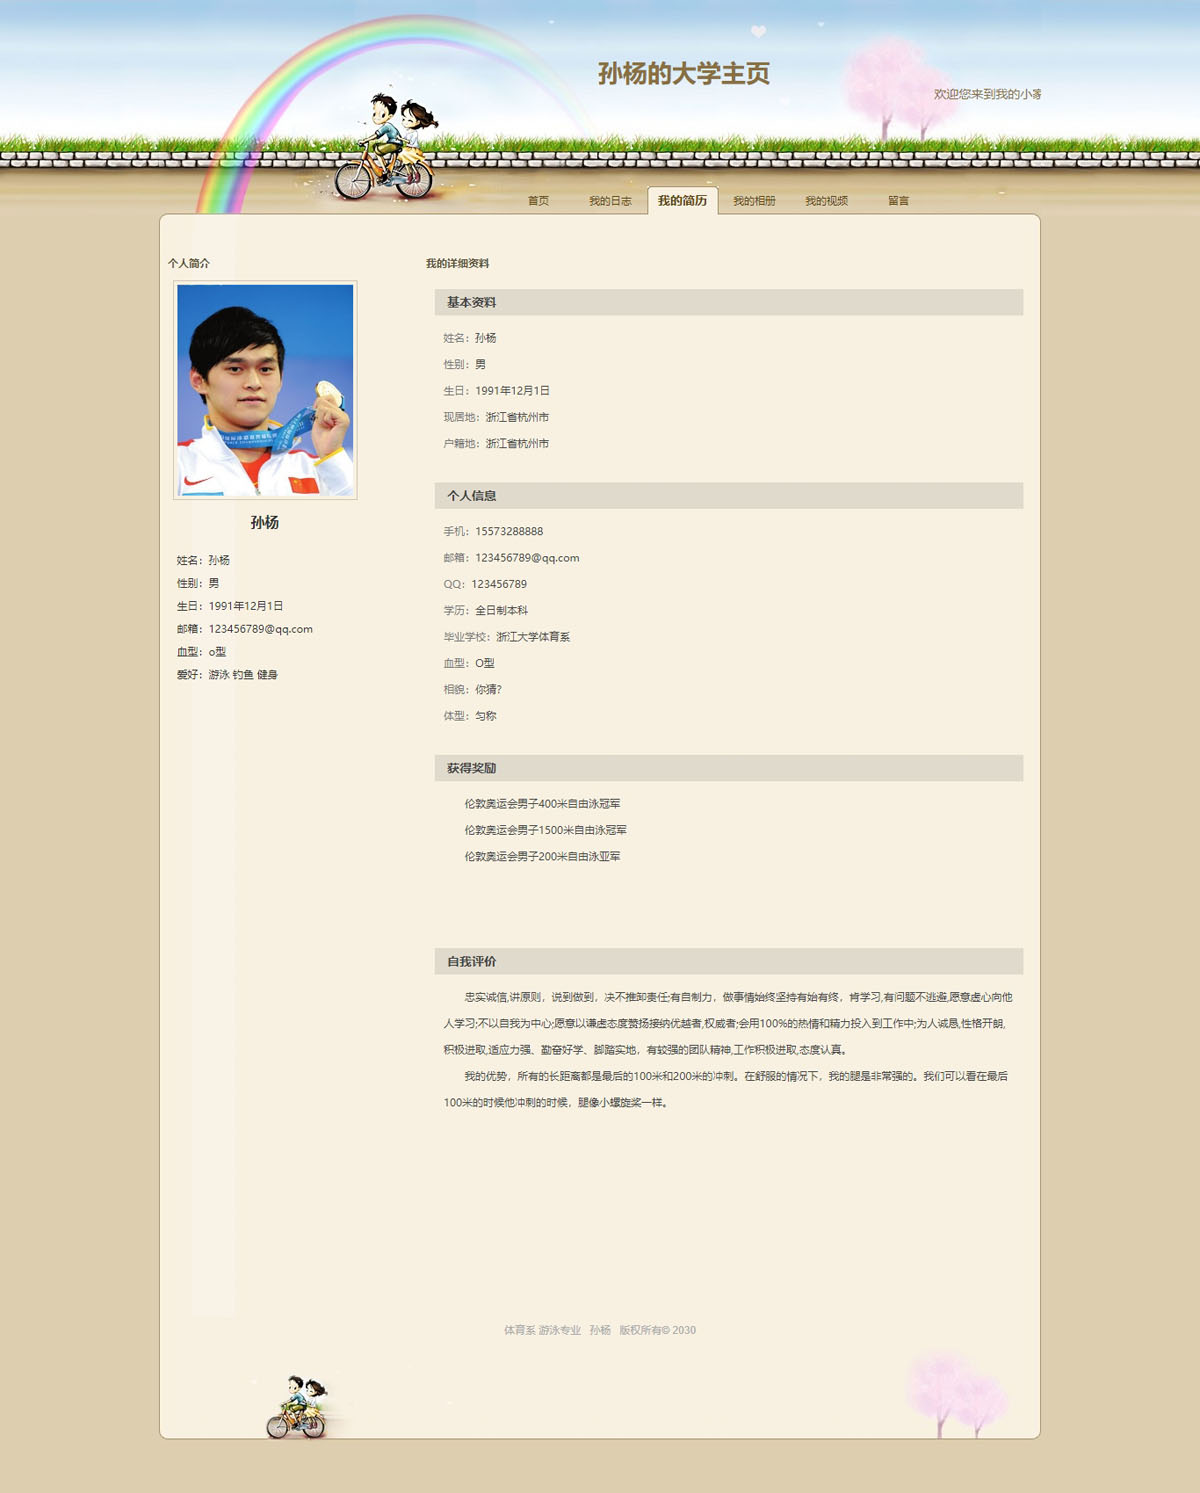 孙杨的大学主页
欢迎您来到我的小家
首页
我的日志
我的简历
我的相册
我的视频
留言
个人简介
孙杨
姓名：孙杨
性别：男
生日：1991年12月1日
邮箱：123456789@qq.com
血型：o型
爱好：游泳 钓鱼 健身
我的详细资料
基本资料
姓名：孙杨
性别：男
生日：1991年12月1日
现居地：浙江省杭州市
户籍地：浙江省杭州市
个人信息
手机：15573288888
邮箱：123456789@qq.com
QQ：123456789
学历：全日制本科
毕业学校：浙江大学体育系
血型：O型
相貌：你猜?
体型：匀称
获得奖励
伦敦奥运会男子400米自由泳冠军
伦敦奥运会男子1500米自由泳冠军
伦敦奥运会男子200米自由泳亚军
自我评价
忠实诚信,讲原则，说到做到，决不推卸责任;有自制力，做事情始终坚持有始有终，肯学习,有问题不逃避,愿意虚心向他
人学习;不以自我为中心;愿意以谦虚态度赞扬接纳优越者,权威者;会用100%的热情和精力投入到工作中;为人诚恳,性格开朗,
积极进取,适应力强、勤奋好学、脚踏实地，有较强的团队精神,工作积极进取,态度认真。
我的优势，所有的长距离都是最后的100米和200米的冲刺。在舒服的情况下，我的腿是非常强的。我们可以看在最后
100米的时候他冲刺的时候，腿像小螺旋桨一样。
体育系 游泳专业 孙杨 版权所有© 2030